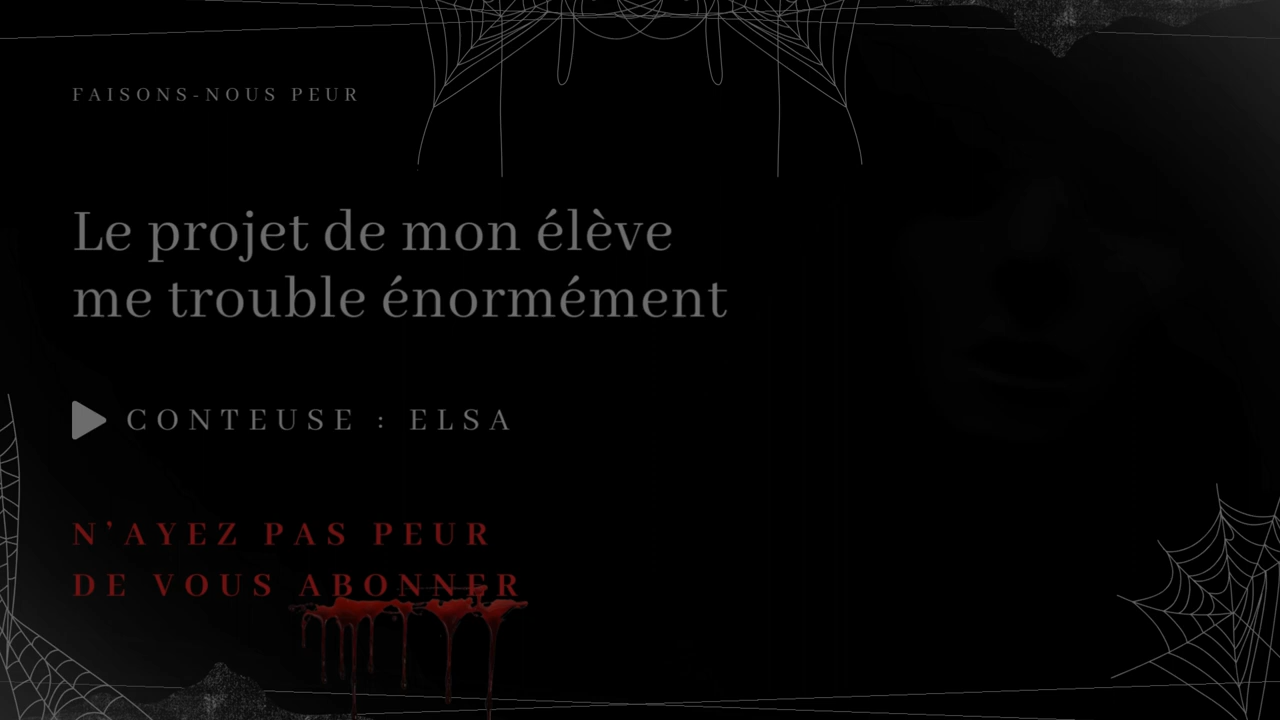 FAISONS-NOUS PEUR
Le projet de mon élève
me trouble énormément
CONTEUSE : ELSA
N'AYEZ PAS PEUR
DE VOUS ABONNER